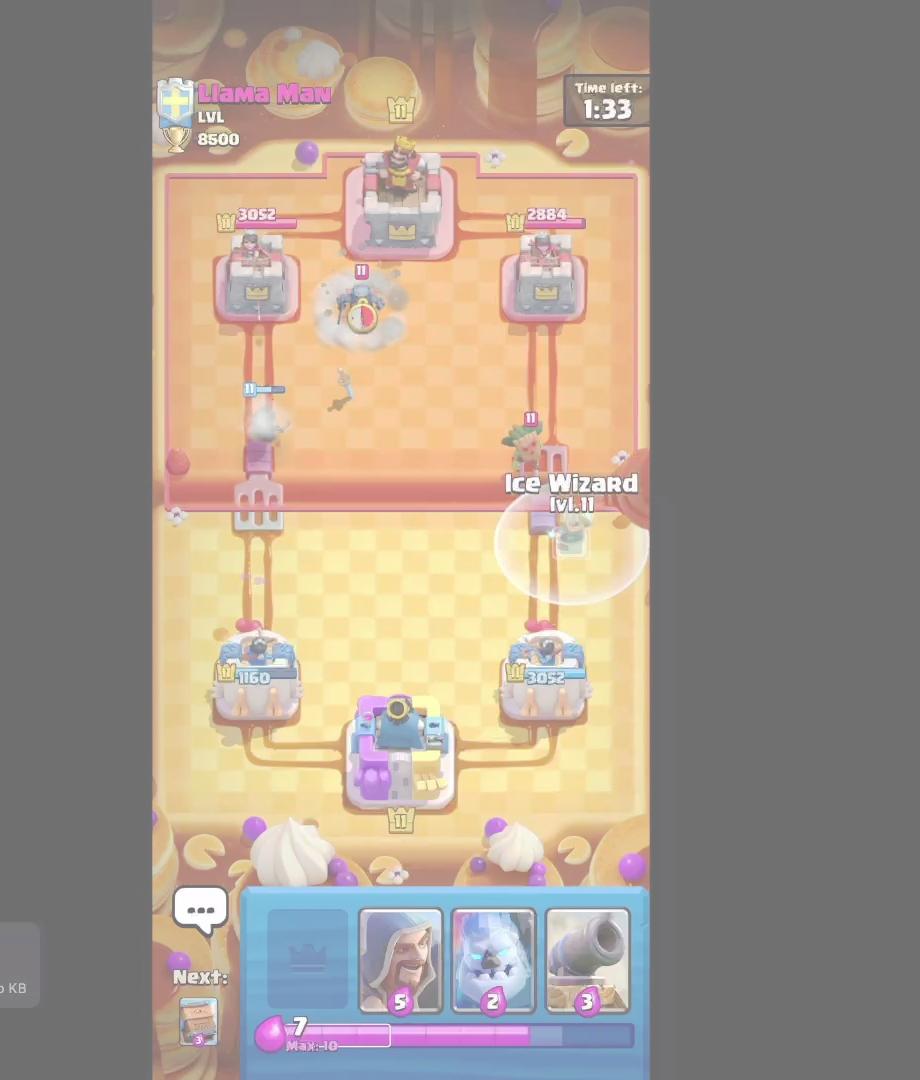 Llama Man
LVL
8500
11
Time left:
1:33
3052
2884
11
11
11
Ice Wizard
lvl.11
1160
3052
11
...
Next:
5
2
3
3
7
Max: 10
KB